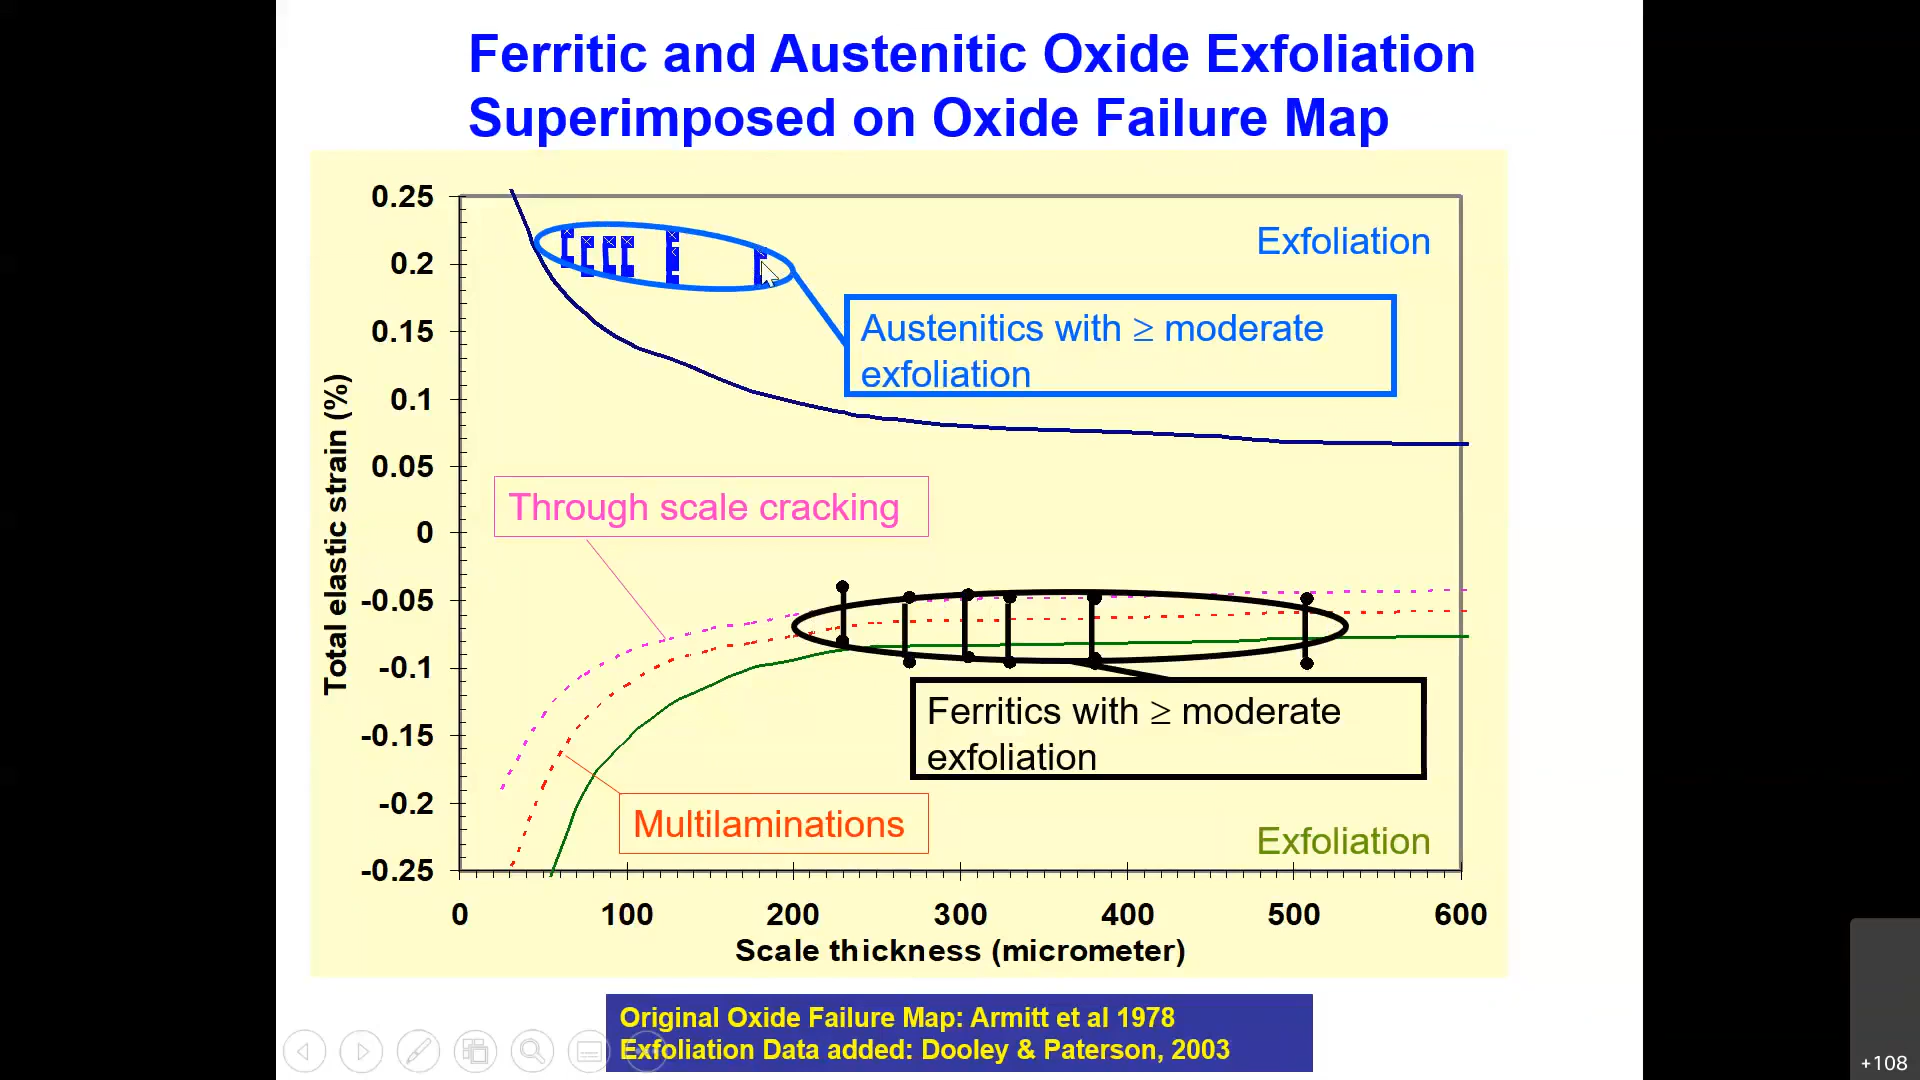 Ferritic and Austenitic Oxide Exfoliation
Superimposed on Oxide Failure Map
0.25
0.2
0.15
0.1
0.05
0
-0.05
-0.1
-0.15
-0.2
-0.25
Total elastic strain (%)
Exfoliation
Austenitics with ≥ moderate
exfoliation
Through scale cracking
Ferritics with ≥ moderate
exfoliation
Multilaminations
Exfoliation
0 100 200 300 400 500 600
Scale thickness (micrometer)
Original Oxide Failure Map: Armitt et al 1978
Exfoliation Data added: Dooley & Paterson, 2003
+108